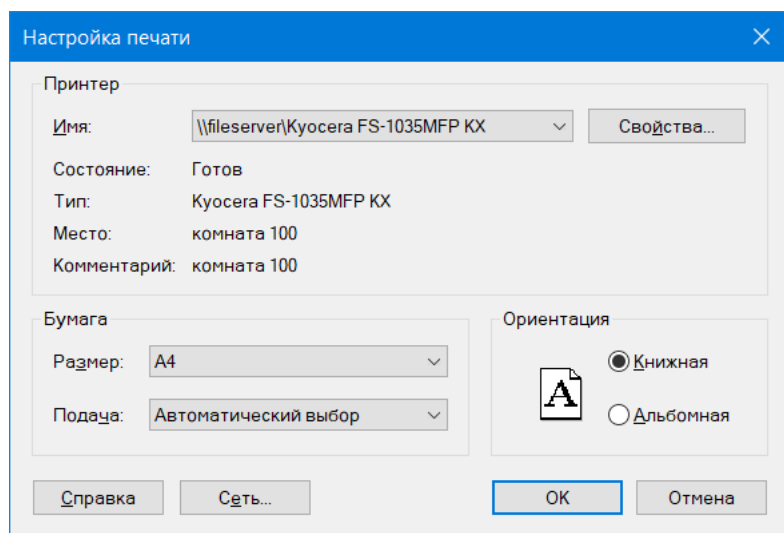 Настройка печати
Принтер
Имя: \\fileserver\Kyocera FS-1035MFP KX Свойства...
Состояние: Готов
Тип: Kyocera FS-1035MFP KX
Место: комната 100
Комментарий: комната 100
Бумага
Размер: A4
Подача: Автоматический выбор
Ориентация
A
Книжная
Альбомная
Справка Сеть... ОК Отмена